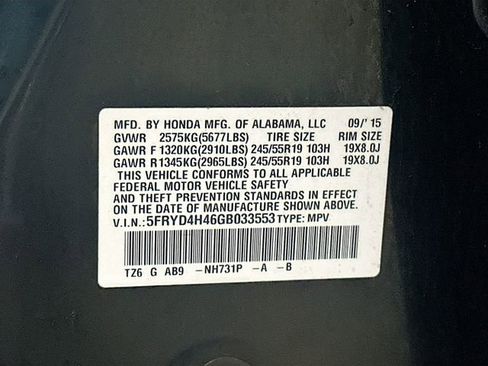 MFD. BY HONDA MFG. OF ALABAMA, LLC 09/'15
GVWR 2575KG(5677LBS) TIRE SIZE RIM SIZE
GAWR F 1320KG(2910LBS) 245/55R19 103H 19X8.0J
GAWR R 1345KG(2965LBS) 245/55R19 103H 19X8.0J
THIS VEHICLE CONFORMS TO ALL APPLICABLE
FEDERAL MOTOR VEHICLE SAFETY
AND THEFT PREVENTION STANDARDS IN EFFECT
ON THE DATE OF MANUFACTURE SHOWN ABOVE.
V.I.N.: 5FRYD4H46GB033553 TYPE: MPV
TZ6 G AB9 -NH731P -A -B